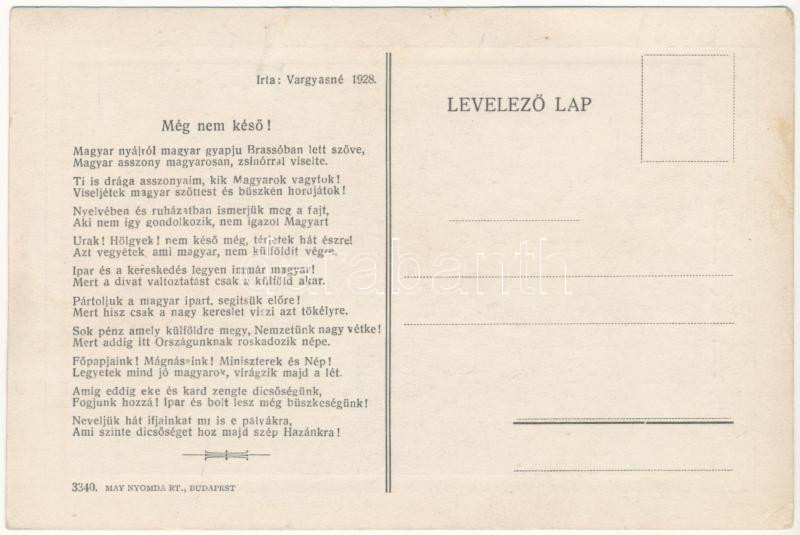 Irta: Vargyasné 1928.
Még nem késő!
Magyar nyájról magyar gyapju Brassóban lett szőve,
Magyar asszony magyarosan, zsinórral viselte.
Ti is drága asszonyaim, kik Magyarok vagytok!
Viseljétek magyar szőttest és büszkén hordjátok!
Nyelvében és ruházatban ismerjük meg a fajt,
Aki nem igy gondolkozik, nem igazol Magyart
Urak! Hölgyek! nem késő még, térjetek hát észre!
Azt vegyétek, ami magyar, nem külföldit végre.
Ipar és a kereskedés legyen immár magyar!
Mert a divat valtoztatást csak a külföld akar.
Pártoljuk a magyar ipart, segitsük előre!
Mert hisz csak a nagy kereslet viszi azt tökélyre.
Sok pénz amely külföldre megy, Nemzetünk nagy vétke!
Mert addig itt Országunknak roskadozik népe.
Főpapjaink! Mágnásaink! Miniszterek és Nép!
Legyetek mind jó magyarok, virágzik majd a lét.
Amig eddig eke és kard zengte dicsőségünk,
Fogjunk hozzá! Ipar és bolt lesz még büszkeségünk!
Neveljük hát ifjainkat mi is e pályákra,
Ami szinte dicsőséget hoz majd szép Hazánkra!
3340. MAY NYOMDA RT., BUDAPEST
LEVELEZŐ LAP
darabanth.com